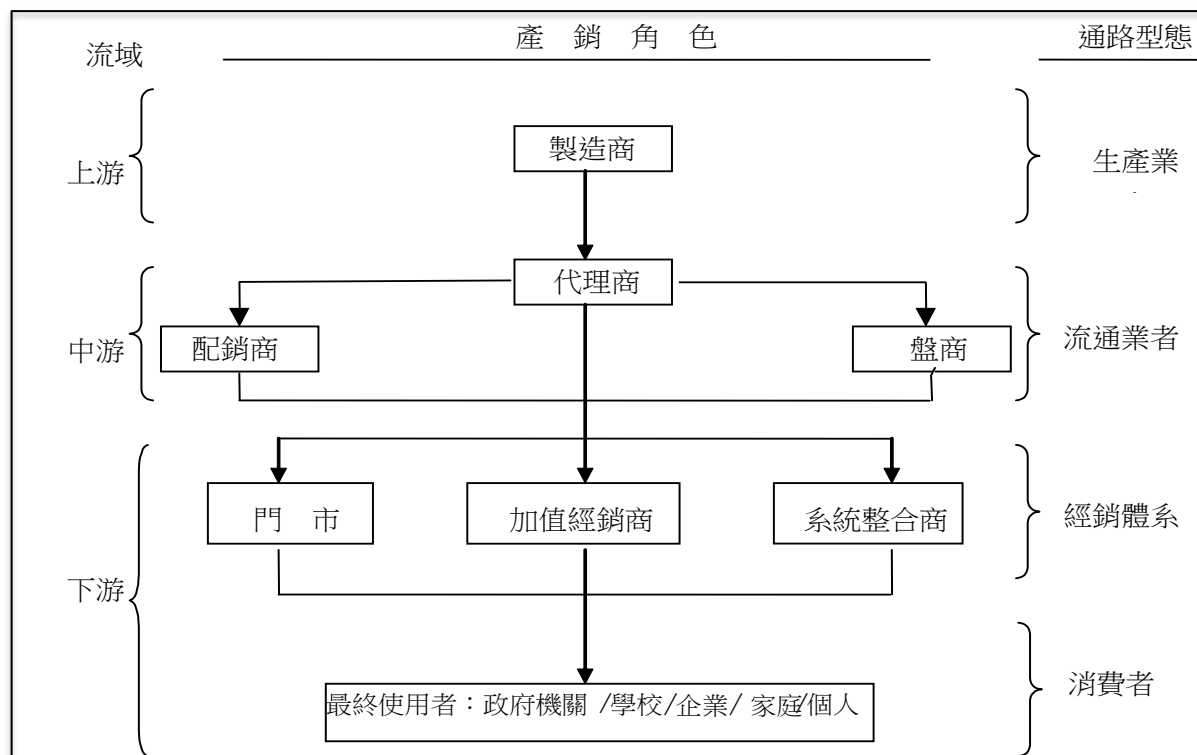 流域 產 銷 角 色 通路型態
上游 製造商 生產業
代理商
中游 配銷商 盤商 流通業者
門 市 加值經銷商 系統整合商 經銷體系
下游
最終使用者：政府機關 /學校/企業/ 家庭/個人 消費者